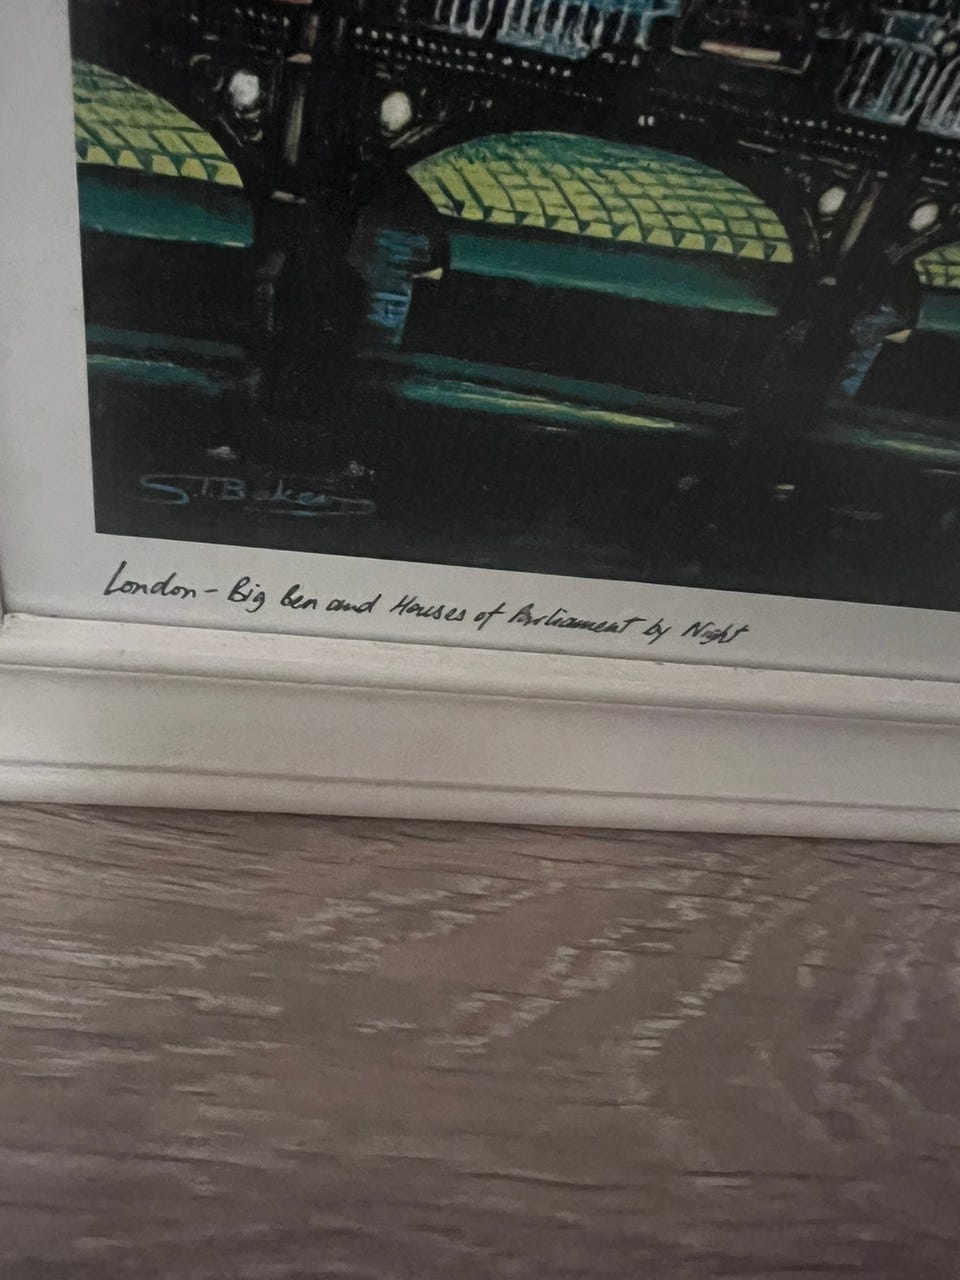 S.T. Baker
London - Big Ben and Houses of Parliament by Night